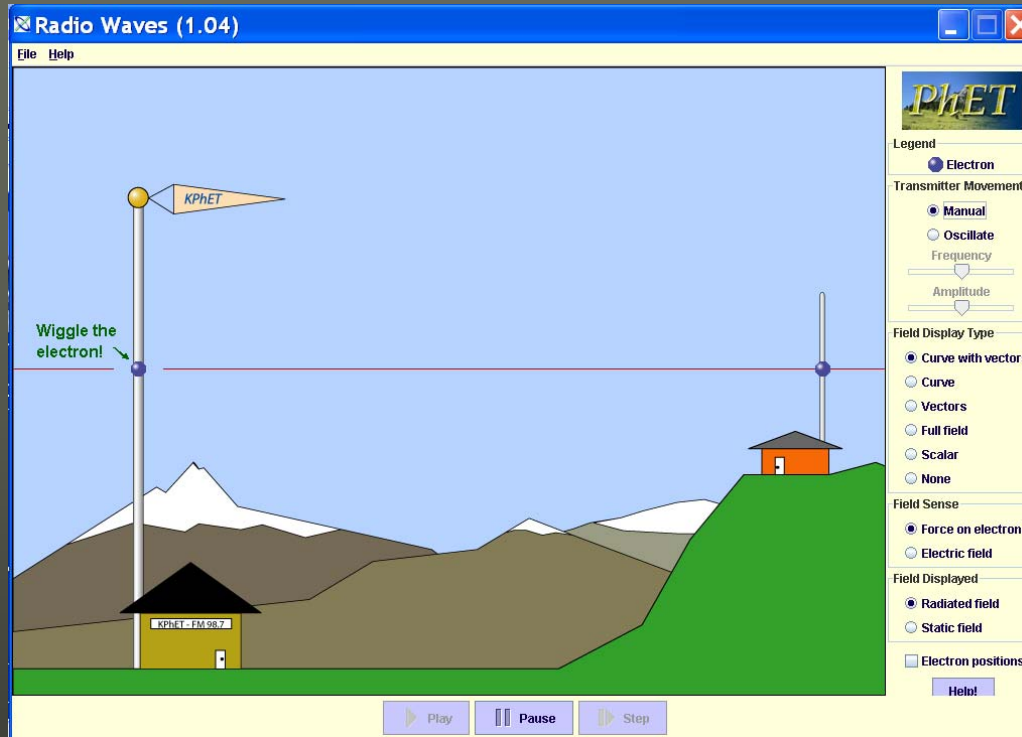 Radio Waves (1.04)
File Help
PhET
Legend
Electron
Transmitter Movement
Manual
Oscillate
Frequency
Amplitude
Field Display Type
Curve with vector
Curve
Vectors
Full field
Scalar
None
Field Sense
Force on electron
Electric field
Field Displayed
Radiated field
Static field
Electron positions
Help!
KPhET
Wiggle the
electron!
KPhET - FM 98.7
Play Pause Step